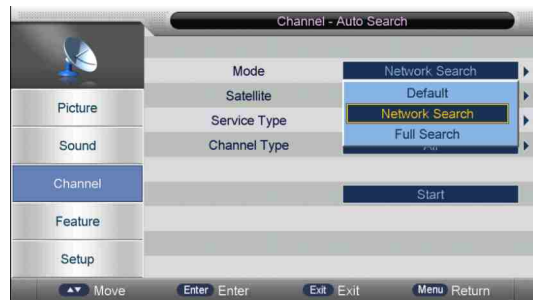 Channel - Auto Search
Mode Network Search
Satellite Default
Picture
Service Type Network Search
Full Search
Sound Channel Type All
Channel
Start
Feature
Setup
Move Enter Enter Exit Exit Menu Return